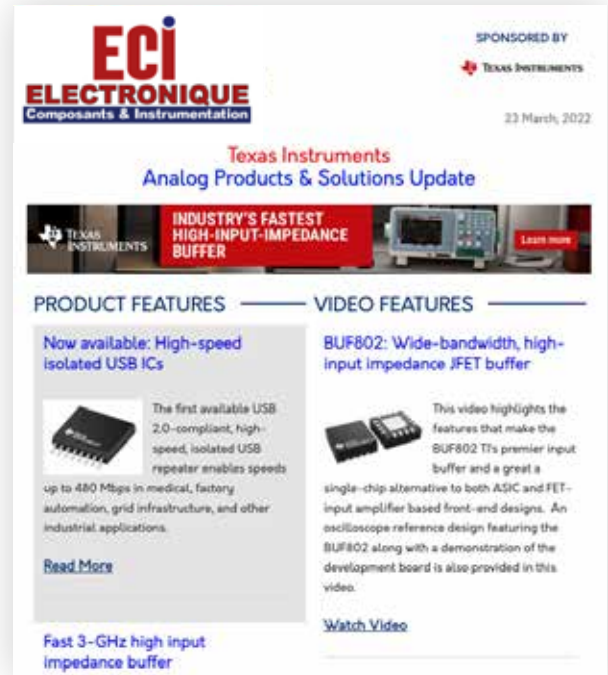 ECi
ELECTRONIQUE
Composants & Instrumentation
SPONSORED BY
TEXAS INSTRUMENTS
23 March, 2022
Texas Instruments
Analog Products & Solutions Update
TEXAS
INSTRUMENTS
INDUSTRY'S FASTEST
HIGH-INPUT-IMPEDANCE
BUFFER
Learn more
PRODUCT FEATURES
Now available: High-speed
isolated USB ICs
The first available USB
2.0-compliant, high-
speed, isolated USB
repeater enables speeds
up to 480 Mbps in medical, factory
automation, grid infrastructure, and other
industrial applications.
Read More
Fast 3-GHz high input
impedance buffer
VIDEO FEATURES
BUF802: Wide-bandwidth, high-
input impedance JFET buffer
This video highlights the
features that make the
BUF802 TI's premier input
buffer and a great a
single-chip alternative to both ASIC and FET-
input amplifier based front-end designs. An
oscilloscope reference design featuring the
BUF802 along with a demonstration of the
development board is also provided in this
video.
Watch Video